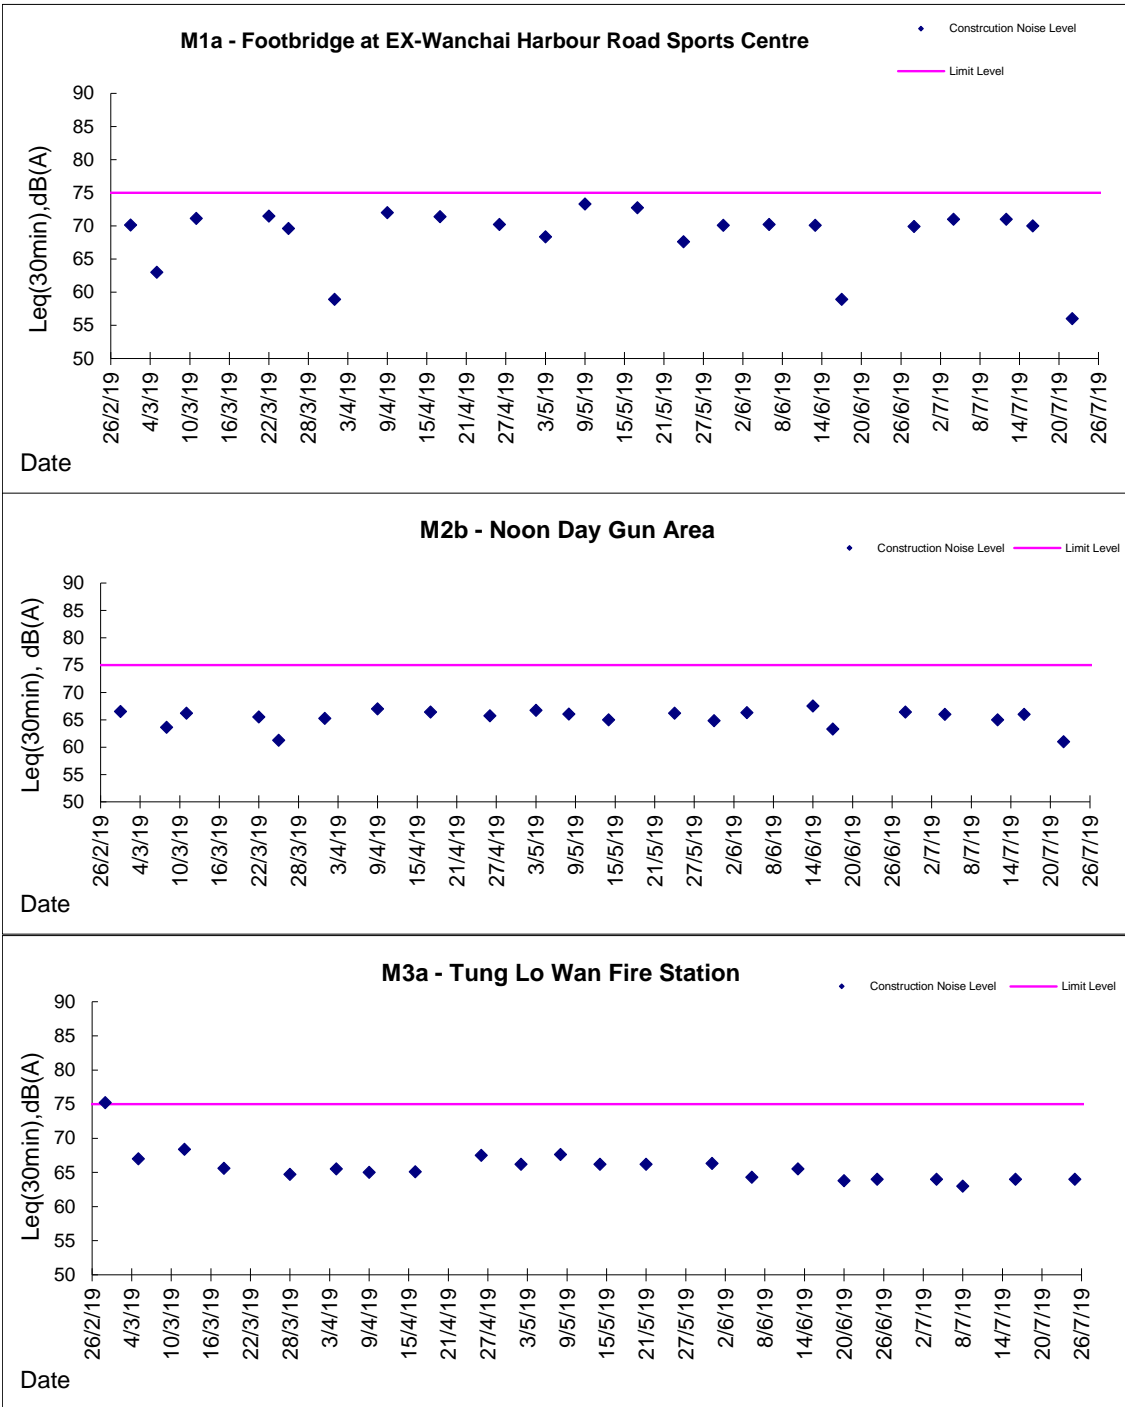 M1a - Footbridge at EX-Wanchai Harbour Road Sports Centre
Constrcution Noise Level
Limit Level
Leq(30min),dB(A)
90
85
80
75
70
65
60
55
50
26/2/19 4/3/19 10/3/19 16/3/19 22/3/19 28/3/19 3/4/19 9/4/19 15/4/19 21/4/19 27/4/19 3/5/19 9/5/19 15/5/19 21/5/19 27/5/19 2/6/19 8/6/19 14/6/19 20/6/19 26/6/19 2/7/19 8/7/19 14/7/19 20/7/19 26/7/19
Date
M2b - Noon Day Gun Area
Construction Noise Level Limit Level
Leq(30min), dB(A)
90
85
80
75
70
65
60
55
50
26/2/19 4/3/19 10/3/19 16/3/19 22/3/19 28/3/19 3/4/19 9/4/19 15/4/19 21/4/19 27/4/19 3/5/19 9/5/19 15/5/19 21/5/19 27/5/19 2/6/19 8/6/19 14/6/19 20/6/19 26/6/19 2/7/19 8/7/19 14/7/19 20/7/19 26/7/19
Date
M3a - Tung Lo Wan Fire Station
Construction Noise Level Limit Level
Leq(30min),dB(A)
90
85
80
75
70
65
60
55
50
26/2/19 4/3/19 10/3/19 16/3/19 22/3/19 28/3/19 3/4/19 9/4/19 15/4/19 21/4/19 27/4/19 3/5/19 9/5/19 15/5/19 21/5/19 27/5/19 2/6/19 8/6/19 14/6/19 20/6/19 26/6/19 2/7/19 8/7/19 14/7/19 20/7/19 26/7/19
Date